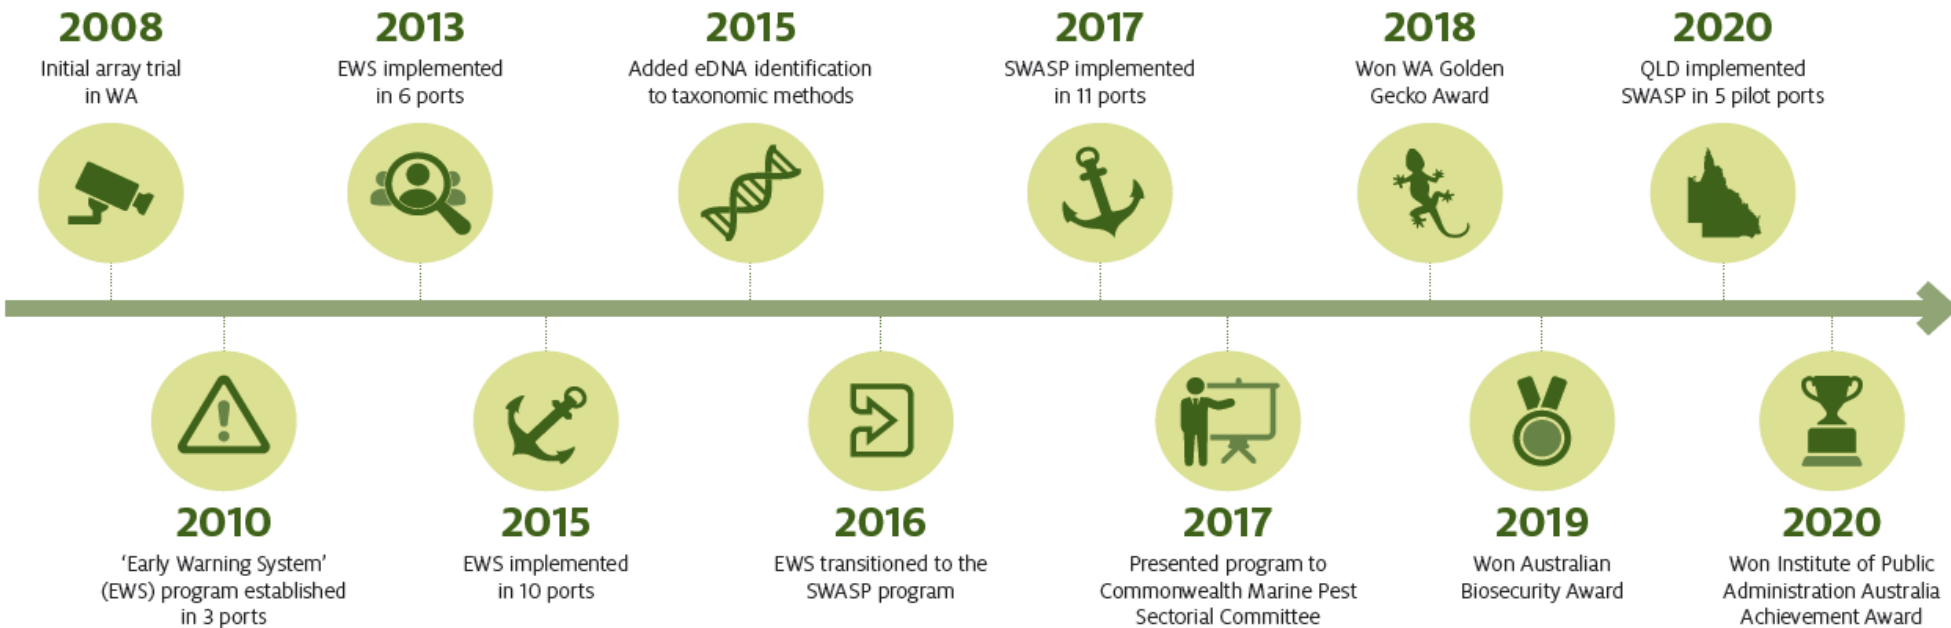 2008
Initial array trial
in WA
2013
EWS implemented
in 6 ports
2015
Added eDNA identification
to taxonomic methods
2017
SWASP implemented
in 11 ports
2018
Won WA Golden
Gecko Award
2020
QLD implemented
SWASP in 5 pilot ports
2010
‘Early Warning System’
(EWS) program established
in 3 ports
2015
EWS implemented
in 10 ports
2016
EWS transitioned to the
SWASP program
2017
Presented program to
Commonwealth Marine Pest
Sectorial Committee
2019
Won Australian
Biosecurity Award
2020
Won Institute of Public
Administration Australia
Achievement Award